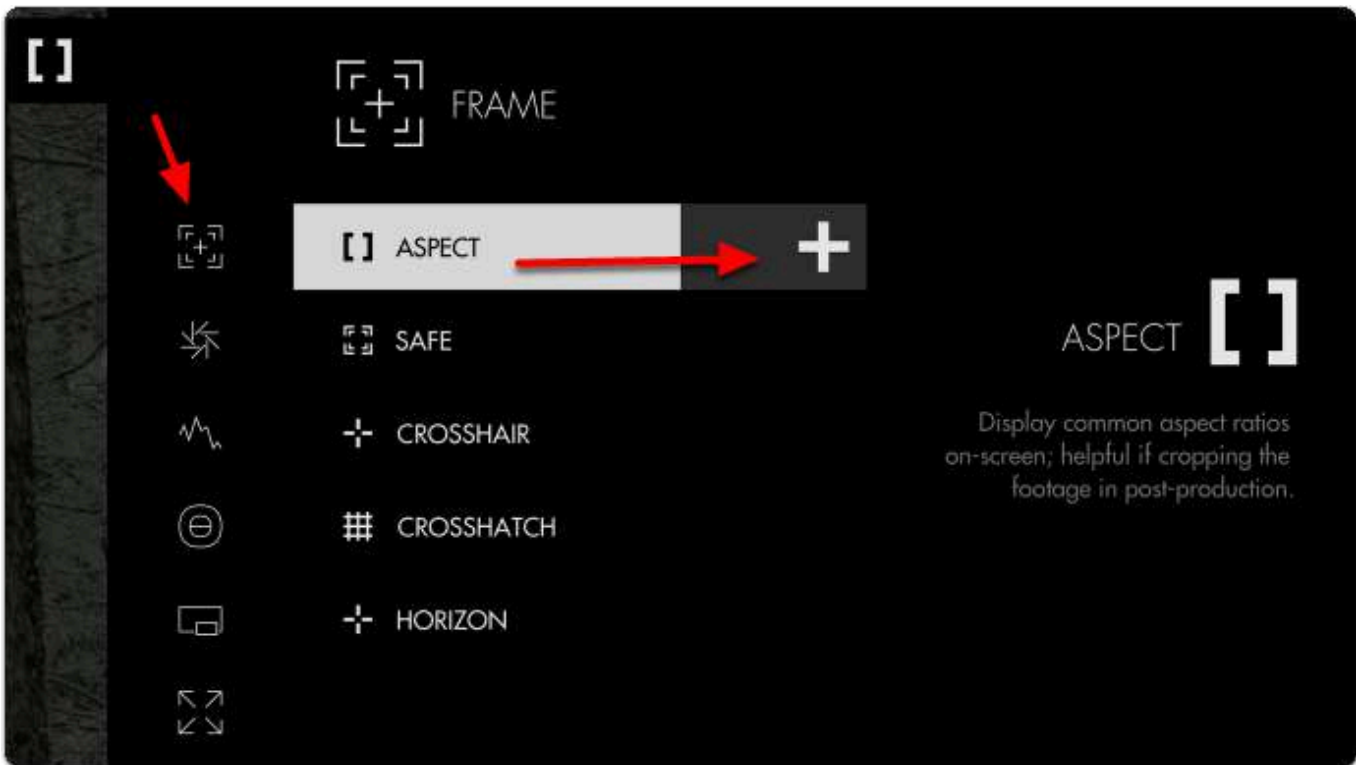 FRAME
[ ] ASPECT
SAFE
CROSSHAIR
CROSSHATCH
HORIZON
ASPECT [ ]
Display common aspect ratios
on-screen; helpful if cropping the
footage in post-production.